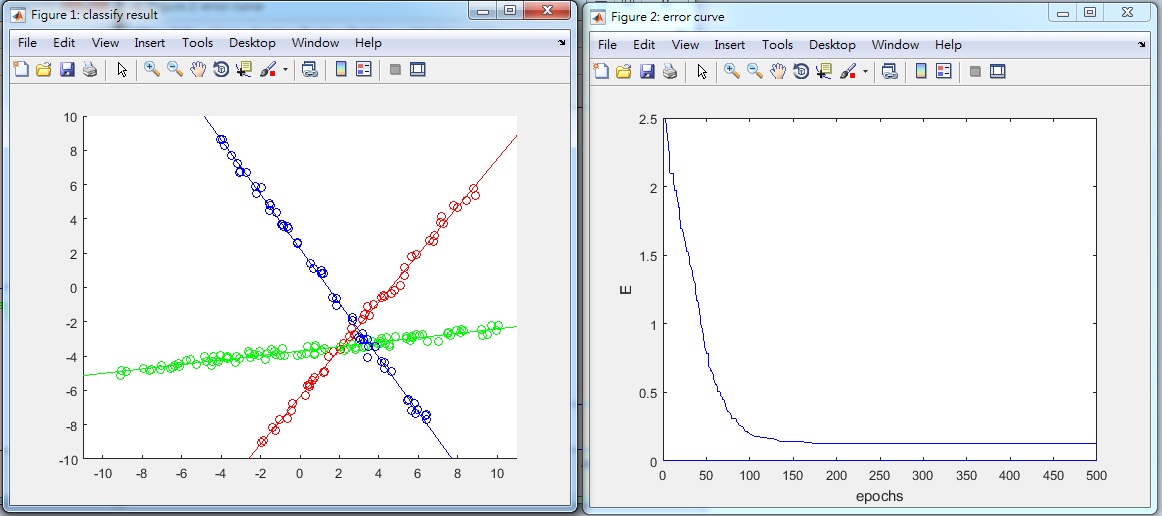 Figure 1: classify result
File Edit View Insert Tools Desktop Window Help
10
8
6
4
2
0
-2
-4
-6
-8
-10
-10 -8 -6 -4 -2 0 2 4 6 8 10
Figure 2: error curve
File Edit View Insert Tools Desktop Window Help
2.5
2
1.5
E
1
0.5
0
0 50 100 150 200 250 300 350 400 450 500
epochs